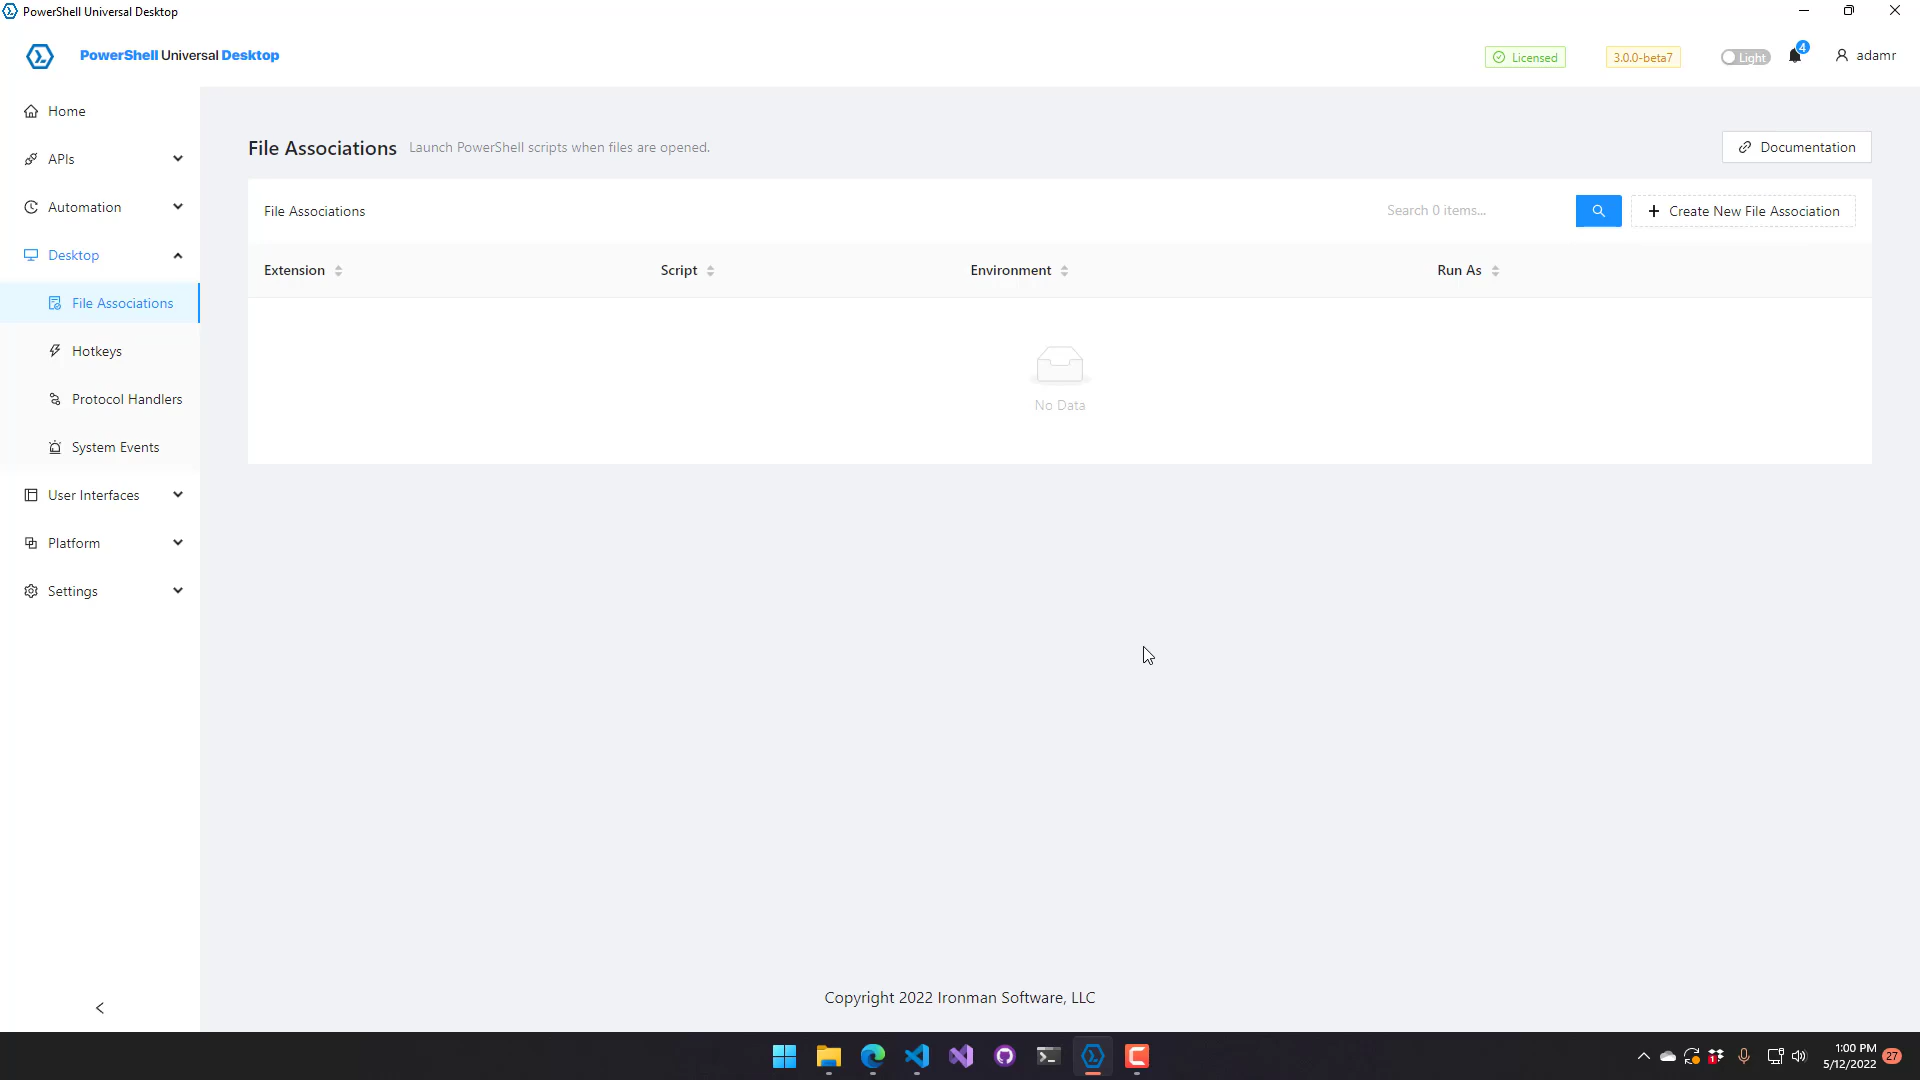 PowerShell Universal Desktop
PowerShell Universal Desktop
Licensed
3.0.0-beta7
Light
4
adamr
Home
APIs
Automation
Desktop
File Associations
Hotkeys
Protocol Handlers
System Events
User Interfaces
Platform
Settings
File Associations Launch PowerShell scripts when files are opened.
Documentation
File Associations
Search 0 items...
Create New File Association
Extension Script Environment Run As
No Data
Copyright 2022 Ironman Software, LLC
1:00 PM
5/12/2022
27